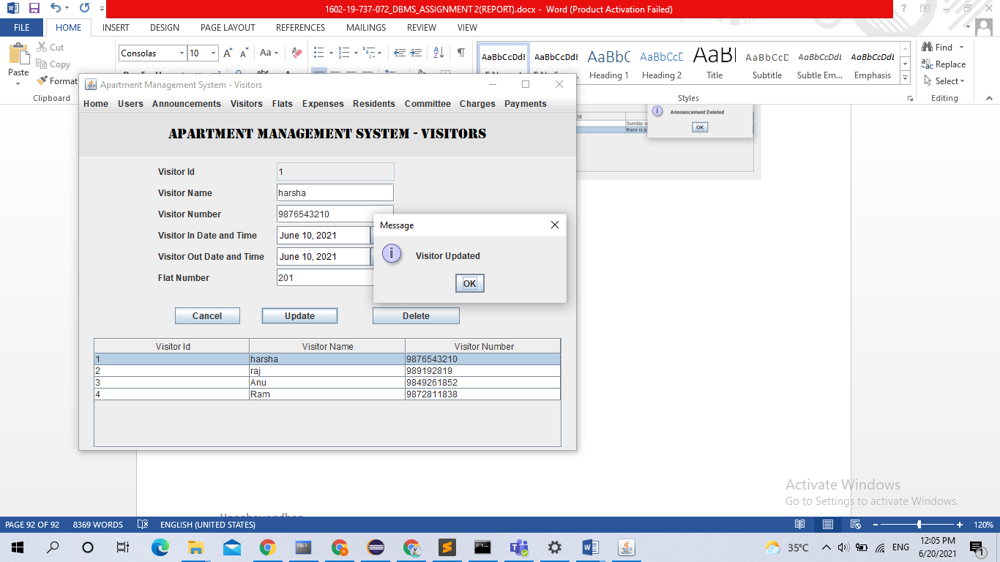 1602-19-737-072_DBMS_ASSIGNMENT 2(REPORT).docx - Word (Product Activation Failed)
FILE HOME INSERT DESIGN PAGE LAYOUT REFERENCES MAILINGS REVIEW VIEW
Paste
Cut
Copy
Format
Clipboard
Consolas 10
AaBbCcDdE AaBbCcDdE AaBbC AaBbCcC AaBI AaBbCcD AaBbCcDdE AaBbCcDdE
Heading 1 Heading 2 Title Subtitle Subtle Em... Emphasis
Styles
Find
Replace
Select
Editing
Apartment Management System - Visitors
Home Users Announcements Visitors Flats Expenses Residents Committee Charges Payments
APARTMENT MANAGEMENT SYSTEM - VISITORS
Visitor Id 1
Visitor Name harsha
Visitor Number 9876543210
Visitor In Date and Time June 10, 2021
Visitor Out Date and Time June 10, 2021
Flat Number 201
Message
Visitor Updated
OK
Cancel Update Delete
Visitor Id Visitor Name Visitor Number
1 harsha 9876543210
2 raj 989192819
3 Anu 9849261852
4 Ram 9872811838
Id
Sunday is
there is a
Announcement Deleted
OK
Activate Windows
Go to Settings to activate Windows.
PAGE 92 OF 92 8369 WORDS ENGLISH (UNITED STATES) 120%
35°C ENG 12:05 PM
6/20/2021
1